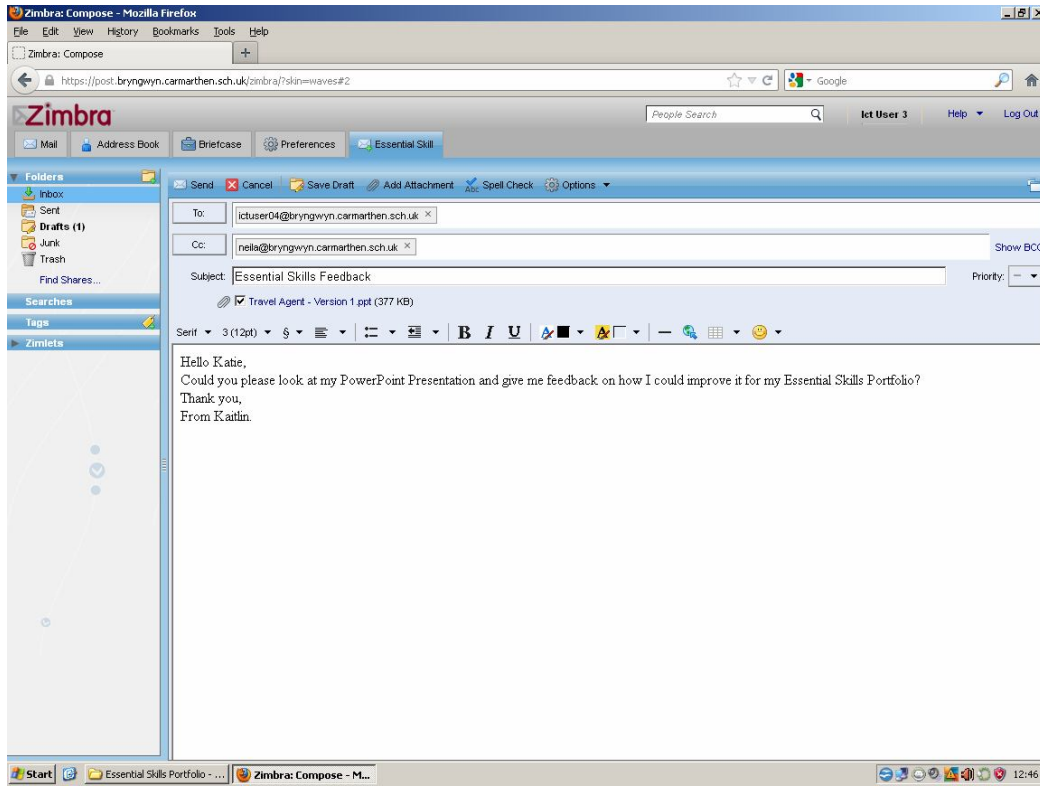 Zimbra: Compose - Mozilla Firefox
File Edit View History Bookmarks Tools Help
Zimbra: Compose +
https://post.bryngwyn.carmarthen.sch.uk/zimbra/?skin=waves#2 Google
Zimbra People Search Ict User 3 Help Log Out
Mail Address Book Briefcase Preferences Essential Skill
Folders
Inbox
Sent
Drafts (1)
Junk
Trash
Find Shares...
Searches
Tags
Zimlets
Send Cancel Save Draft Add Attachment Spell Check Options
To: ictuser04@bryngwyn.carmarthen.sch.uk
Cc: neila@bryngwyn.carmarthen.sch.uk Show BCC
Subject: Essential Skills Feedback Priority:
Travel Agent - Version 1.ppt (377 KB)
Serif 3 (12pt) § B I U
Hello Katie,
Could you please look at my PowerPoint Presentation and give me feedback on how I could improve it for my Essential Skills Portfolio?
Thank you,
From Kaitlin.
Start Essential Skills Portfolio - ... Zimbra: Compose - M... 12:46